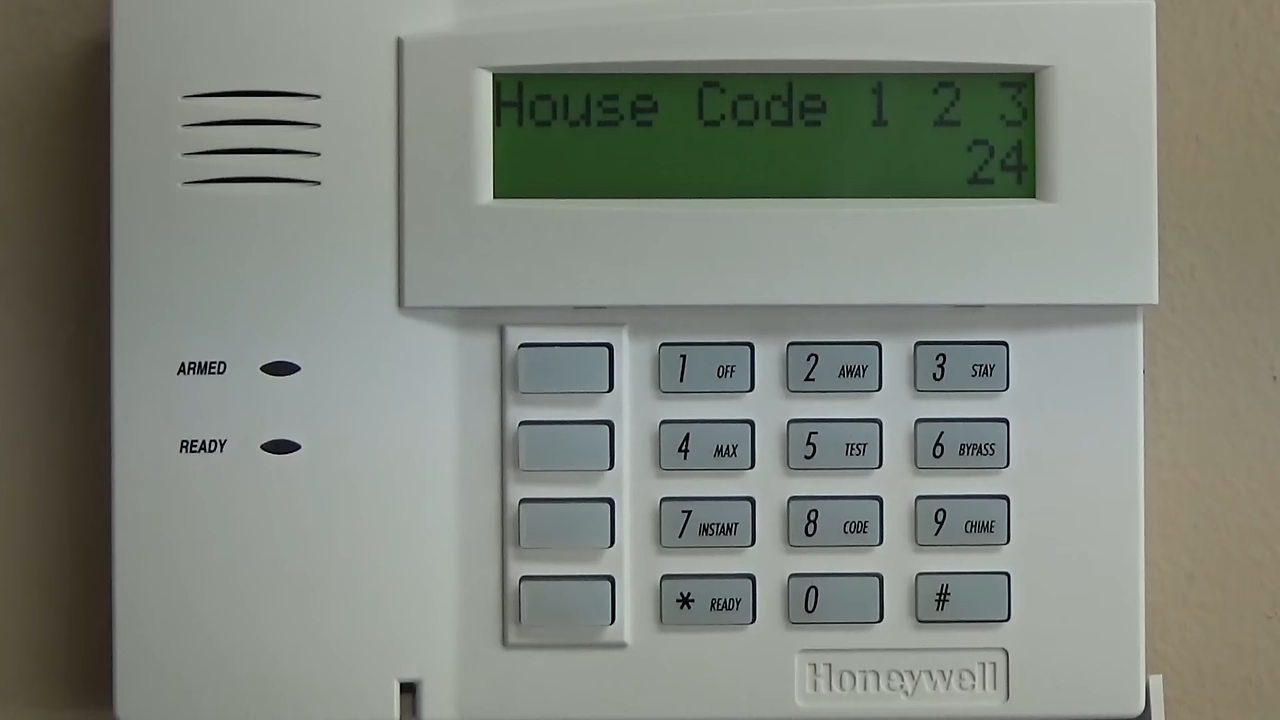 House Code 1 2 3
24
ARMED
READY
1 OFF
2 AWAY
3 STAY
4 MAX
5 TEST
6 BYPASS
7 INSTANT
8 CODE
9 CHIME
* READY
0
#
Honeywell